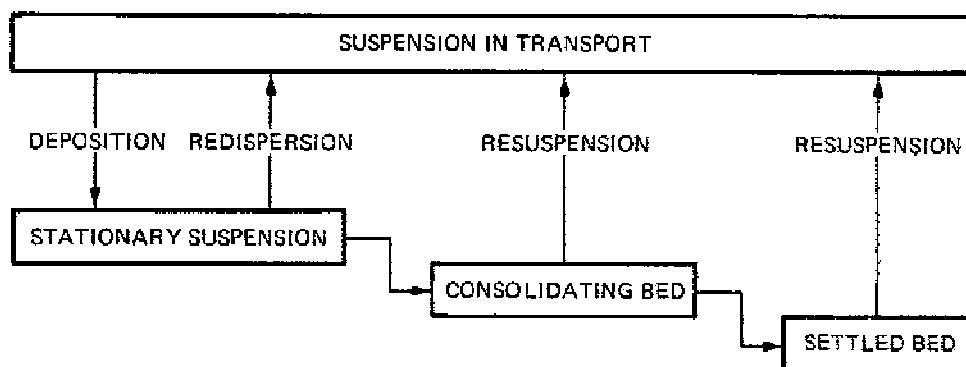 SUSPENSION IN TRANSPORT
DEPOSITION REDISPERSION RESUSPENSION RESUSPENSION
STATIONARY SUSPENSION
CONSOLIDATING BED
SETTLED BED